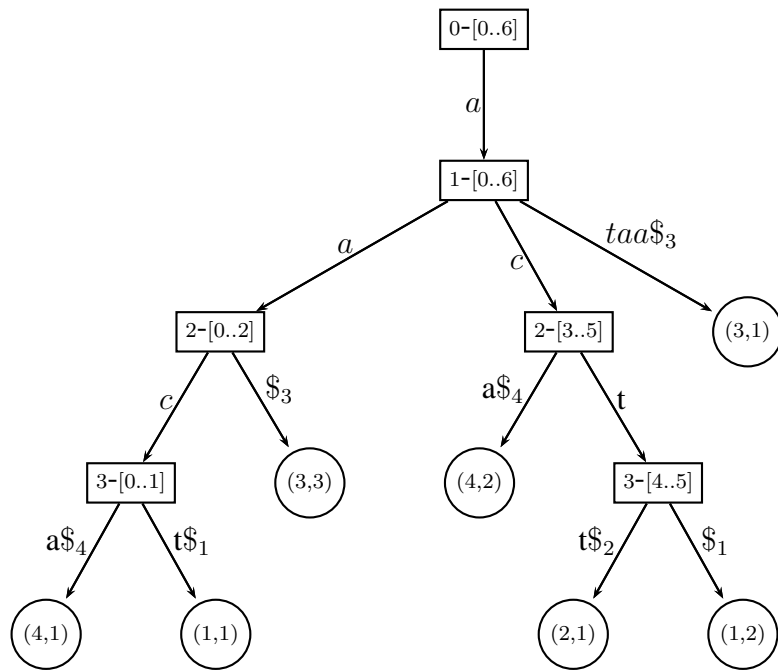 0-[0..6]
a
1-[0..6]
a
c
taa$₃
2-[0..2]
2-[3..5]
(3,1)
c
$₃
a$₄
t
3-[0..1]
(3,3)
(4,2)
3-[4..5]
a$₄
t$₁
t$₂
$₁
(4,1)
(1,1)
(2,1)
(1,2)